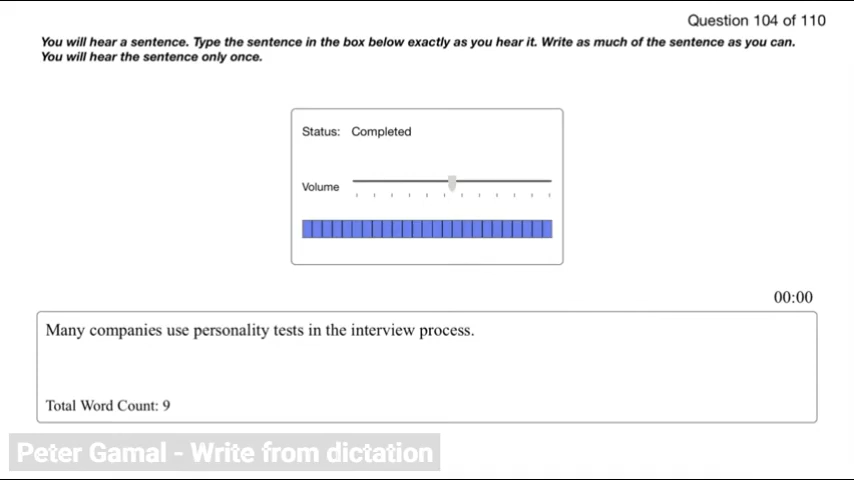 Question 104 of 110
You will hear a sentence. Type the sentence in the box below exactly as you hear it. Write as much of the sentence as you can.
You will hear the sentence only once.
Status: Completed
Volume
00:00
Many companies use personality tests in the interview process.
Total Word Count: 9
Peter Gamal - Write from dictation